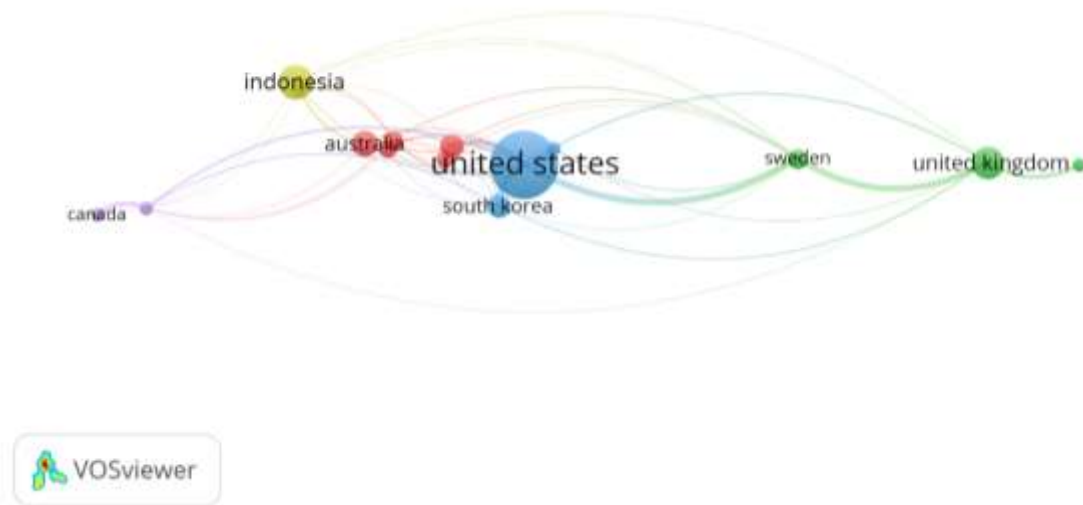 indonesia
australia
united states
sweden
united kingdom
south korea
canada
VOSviewer